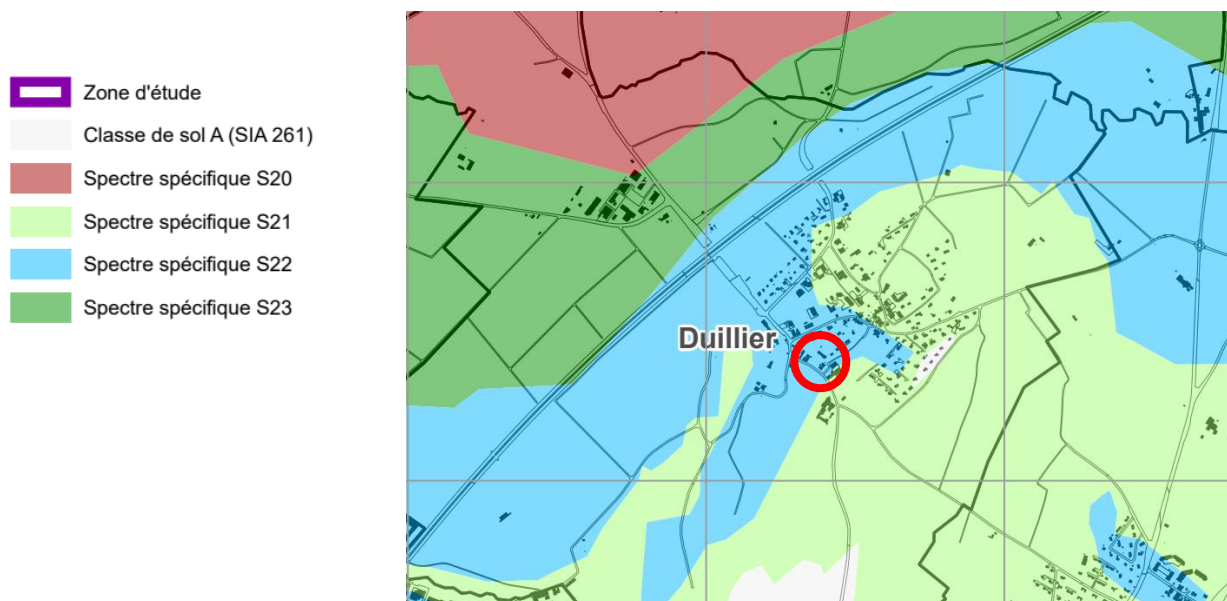 Zone d'étude
Classe de sol A (SIA 261)
Spectre spécifique S20
Spectre spécifique S21
Spectre spécifique S22
Spectre spécifique S23
Duillier